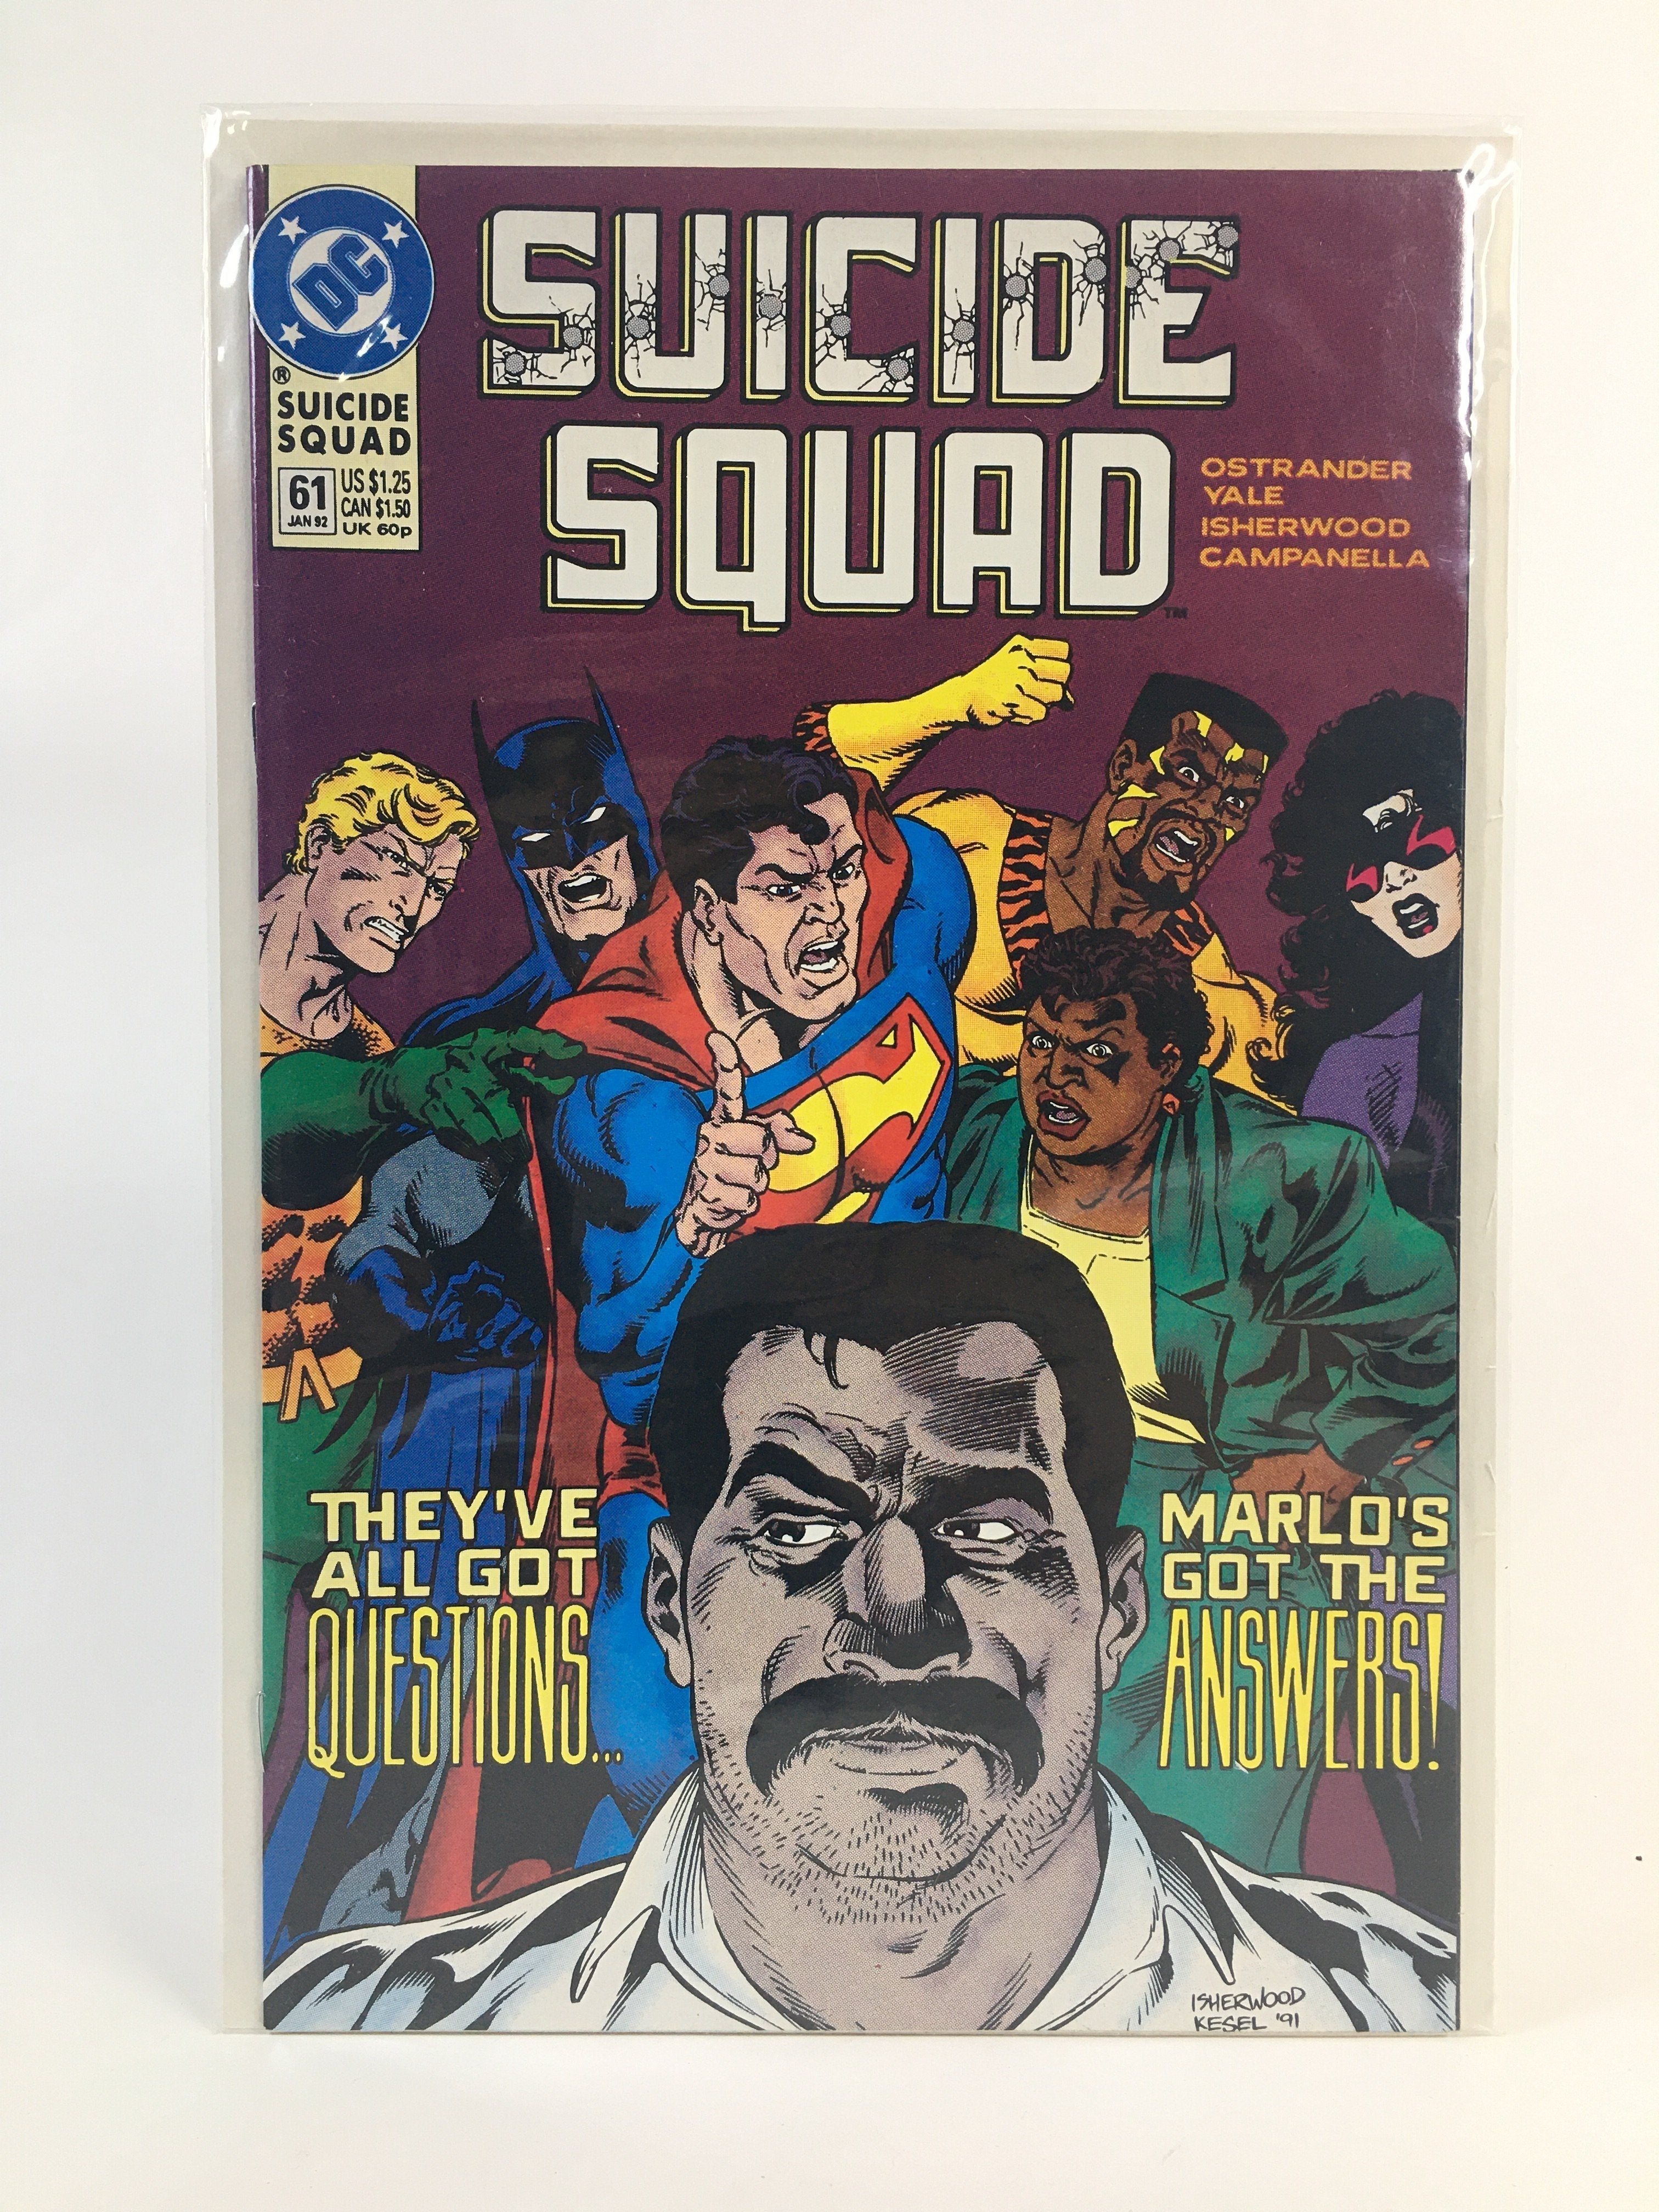 DC
®
SUICIDE
SQUAD
61
JAN 92
US $1.25
CAN $1.50
UK 60p
SUICIDE
SQUAD
TM
OSTRANDER
YALE
ISHERWOOD
CAMPANELLA
THEY'VE
ALL GOT
QUESTIONS...
MARLO'S
GOT THE
ANSWERS!
ISHERWOOD
KESEL '91